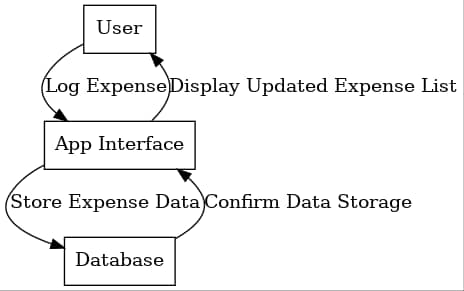 User
Log Expense
Display Updated Expense List
App Interface
Store Expense Data
Confirm Data Storage
Database